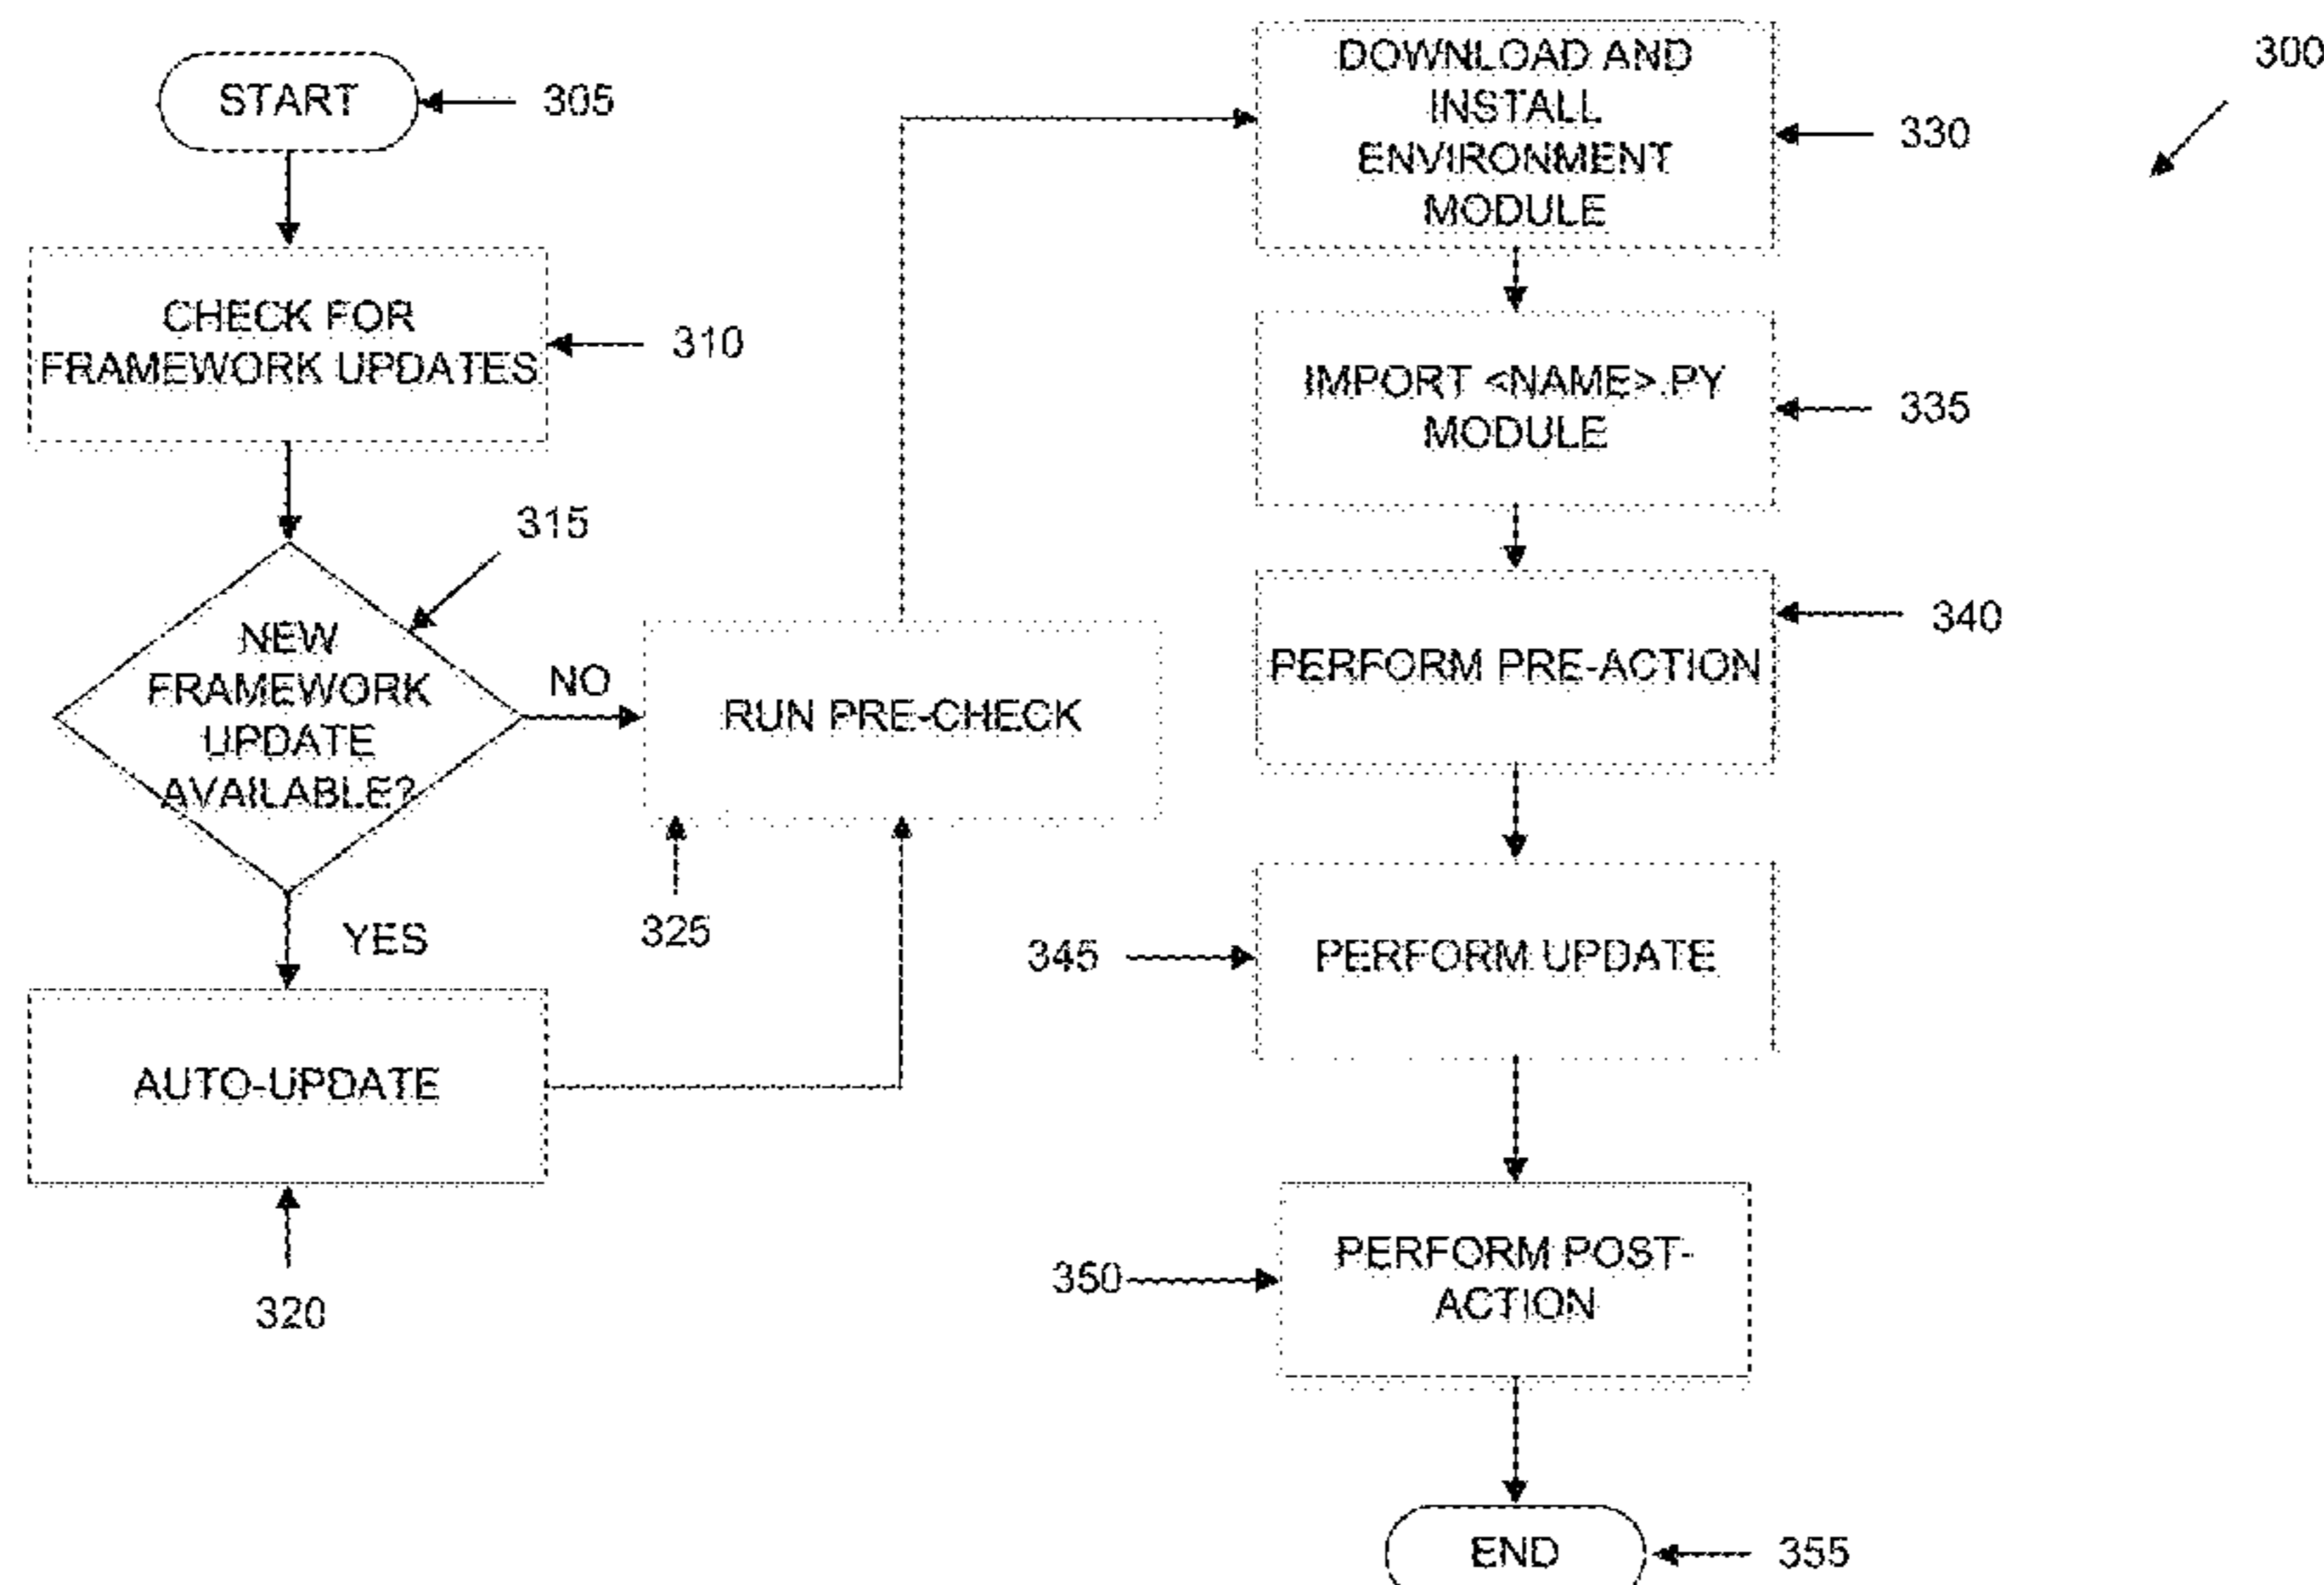 START
305
CHECK FOR
FRAMEWORK UPDATES
310
315
NEW
FRAMEWORK
UPDATE
AVAILABLE?
NO
YES
AUTO-UPDATE
320
RUN PRE-CHECK
325
DOWNLOAD AND
INSTALL
ENVIRONMENT
MODULE
330
300
IMPORT <NAME>.PY
MODULE
335
PERFORM PRE-ACTION
340
PERFORM UPDATE
345
PERFORM POST-
ACTION
350
END
355